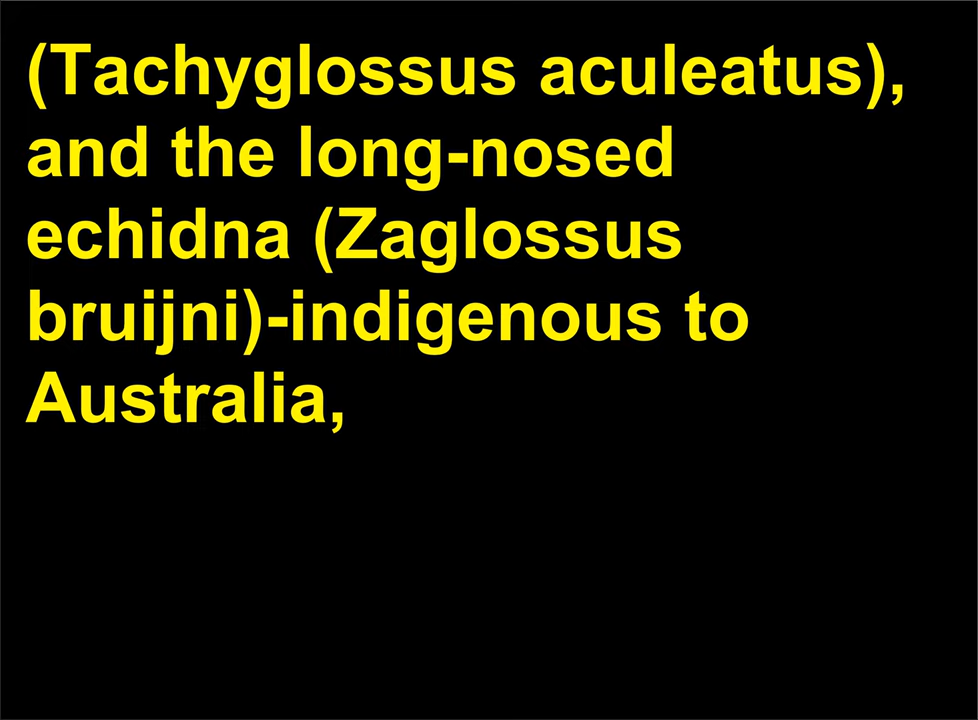 (Tachyglossus aculeatus),
and the long-nosed
echidna (Zaglossus
bruijni)-indigenous to
Australia,